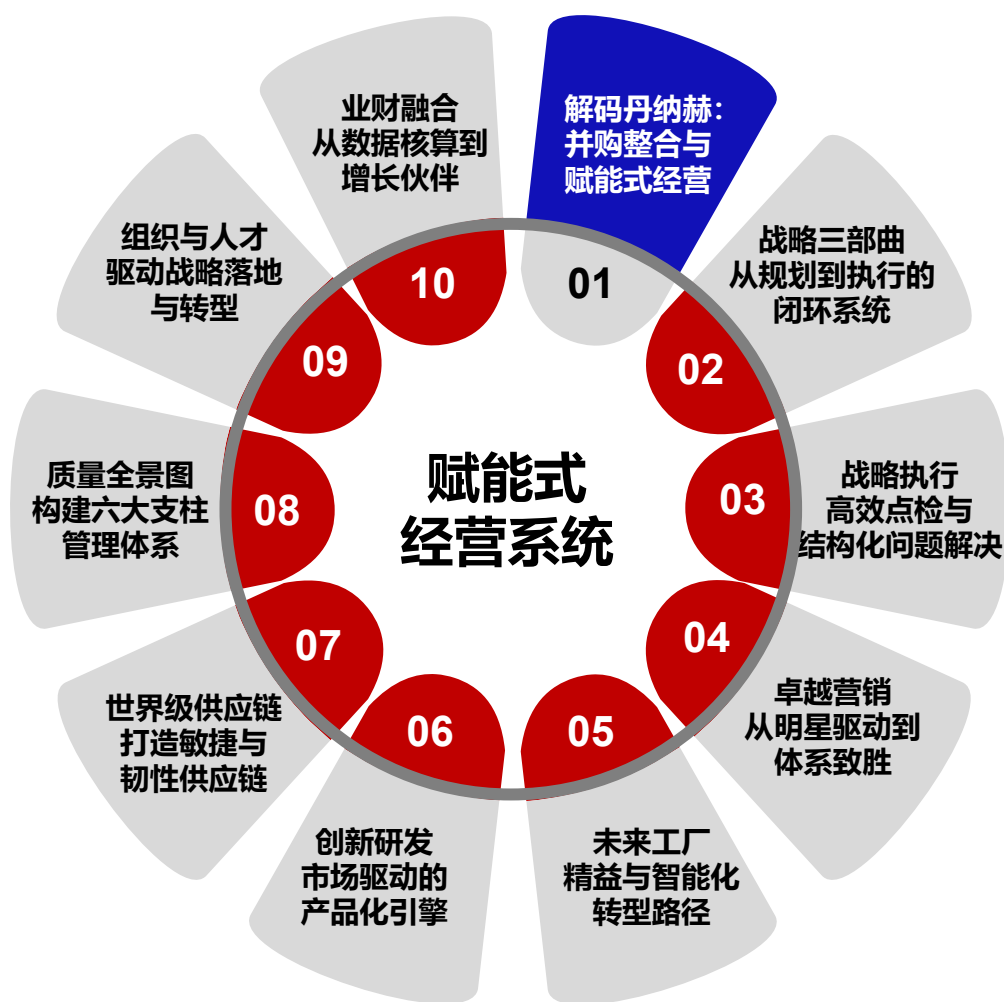 赋能式
经营系统
01
解码丹纳赫：
并购整合与
赋能式经营
02
战略三部曲
从规划到执行的
闭环系统
03
战略执行
高效点检与
结构化问题解决
04
卓越营销
从明星驱动到
体系致胜
05
未来工厂
精益与智能化
转型路径
06
创新研发
市场驱动的
产品化引擎
07
世界级供应链
打造敏捷与
韧性供应链
08
质量全景图
构建六大支柱
管理体系
09
组织与人才
驱动战略落地
与转型
10
业财融合
从数据核算到
增长伙伴